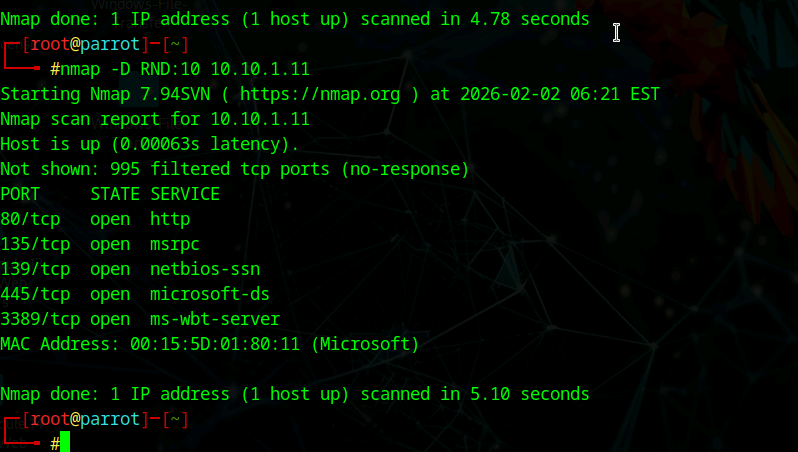 Nmap done: 1 IP address (1 host up) scanned in 4.78 seconds
┌─[root@parrot]─[~]
└──╼ #nmap -D RND:10 10.10.1.11
Starting Nmap 7.94SVN ( https://nmap.org ) at 2026-02-02 06:21 EST
Nmap scan report for 10.10.1.11
Host is up (0.00063s latency).
Not shown: 995 filtered tcp ports (no-response)
PORT     STATE SERVICE
80/tcp   open  http
135/tcp  open  msrpc
139/tcp  open  netbios-ssn
445/tcp  open  microsoft-ds
3389/tcp open  ms-wbt-server
MAC Address: 00:15:5D:01:80:11 (Microsoft)
Nmap done: 1 IP address (1 host up) scanned in 5.10 seconds
┌─[root@parrot]─[~]
└──╼ #